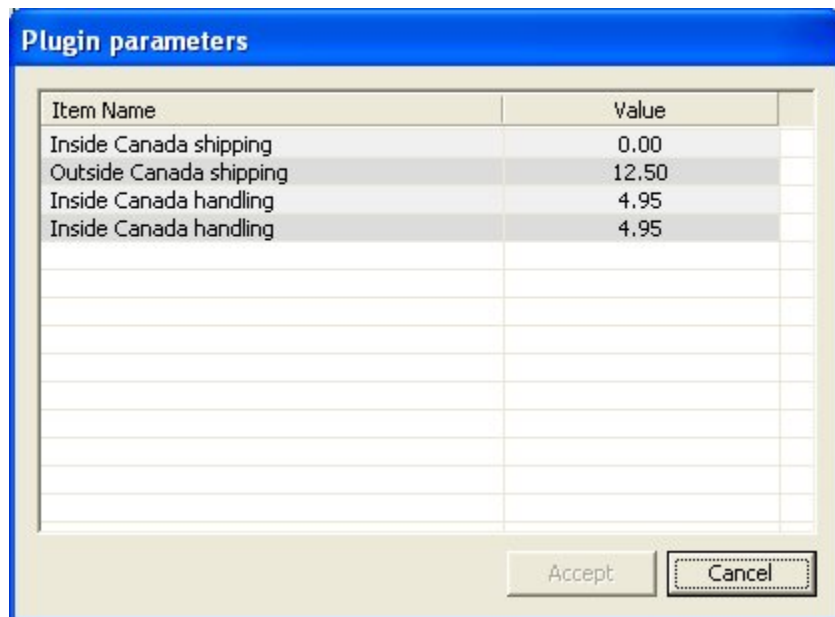 Plugin parameters
Item Name Value
Inside Canada shipping 0.00
Outside Canada shipping 12.50
Inside Canada handling 4.95
Inside Canada handling 4.95
Accept Cancel